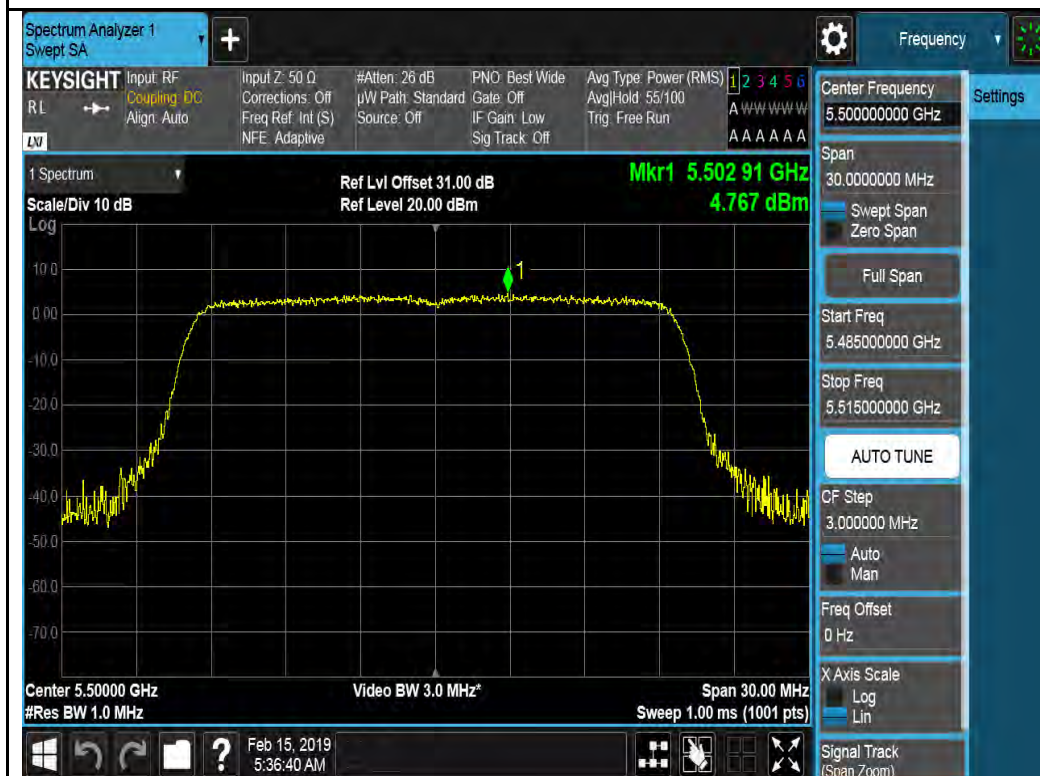 Spectrum Analyzer 1
Swept SA
+
Frequency
KEYSIGHT
RL
LXI
Input: RF
Coupling: DC
Align: Auto
Input Z: 50 Ω
Corrections: Off
Freq Ref: Int (S)
NFE: Adaptive
#Atten: 26 dB
µW Path: Standard
Source: Off
PNO: Best Wide
Gate: Off
IF Gain: Low
Sig Track: Off
Avg Type: Power (RMS)
Avg|Hold: 55/100
Trig: Free Run
1 2 3 4 5 6
A W W W W W
A A A A A A
1 Spectrum
Scale/Div 10 dB
Ref Lvl Offset 31.00 dB
Ref Level 20.00 dBm
Mkr1 5.502 91 GHz
4.767 dBm
Log
10.0
0.00
-10.0
-20.0
-30.0
-40.0
-50.0
-60.0
-70.0
1
Center 5.50000 GHz
#Res BW 1.0 MHz
Video BW 3.0 MHz*
Span 30.00 MHz
Sweep 1.00 ms (1001 pts)
?
Feb 15, 2019
5:36:40 AM
Center Frequency
5.500000000 GHz
Settings
Span
30.0000000 MHz
Swept Span
Zero Span
Full Span
Start Freq
5.485000000 GHz
Stop Freq
5.515000000 GHz
AUTO TUNE
CF Step
3.000000 MHz
Auto
Man
Freq Offset
0 Hz
X Axis Scale
Log
Lin
Signal Track
(Span Zoom)